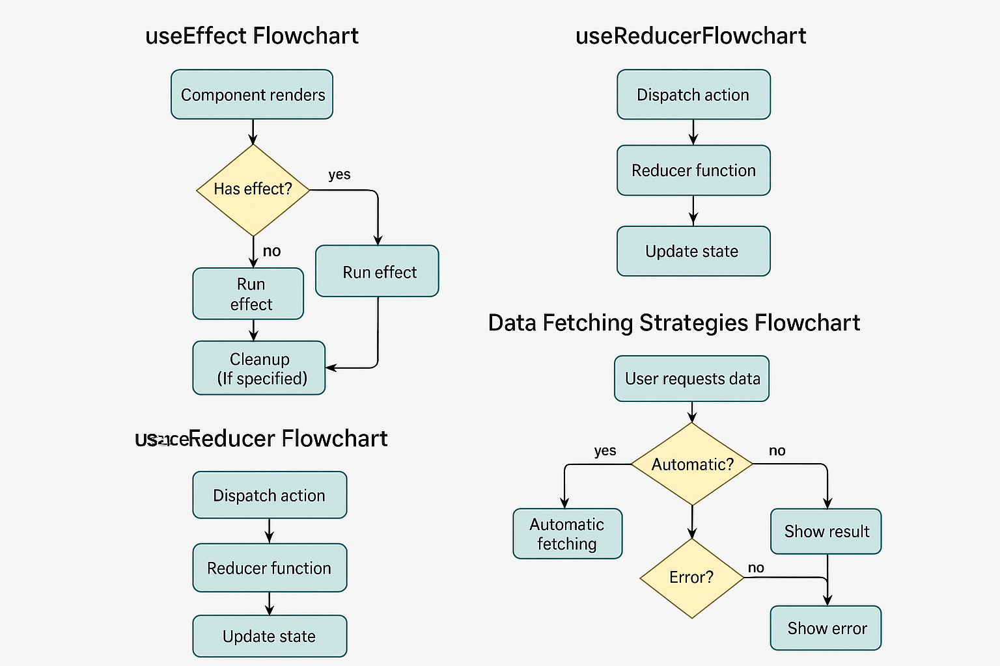 useEffect Flowchart
Component renders
Has effect?
yes
no
Run
effect
Run effect
Cleanup
(If specified)
useReducerFlowchart
Dispatch action
Reducer function
Update state
Flowchart
Dispatch action
Reducer function
Update state
Data Fetching Strategies Flowchart
User requests data
Automatic?
yes
no
Automatic
fetching
Show result
Error?
no
Show error